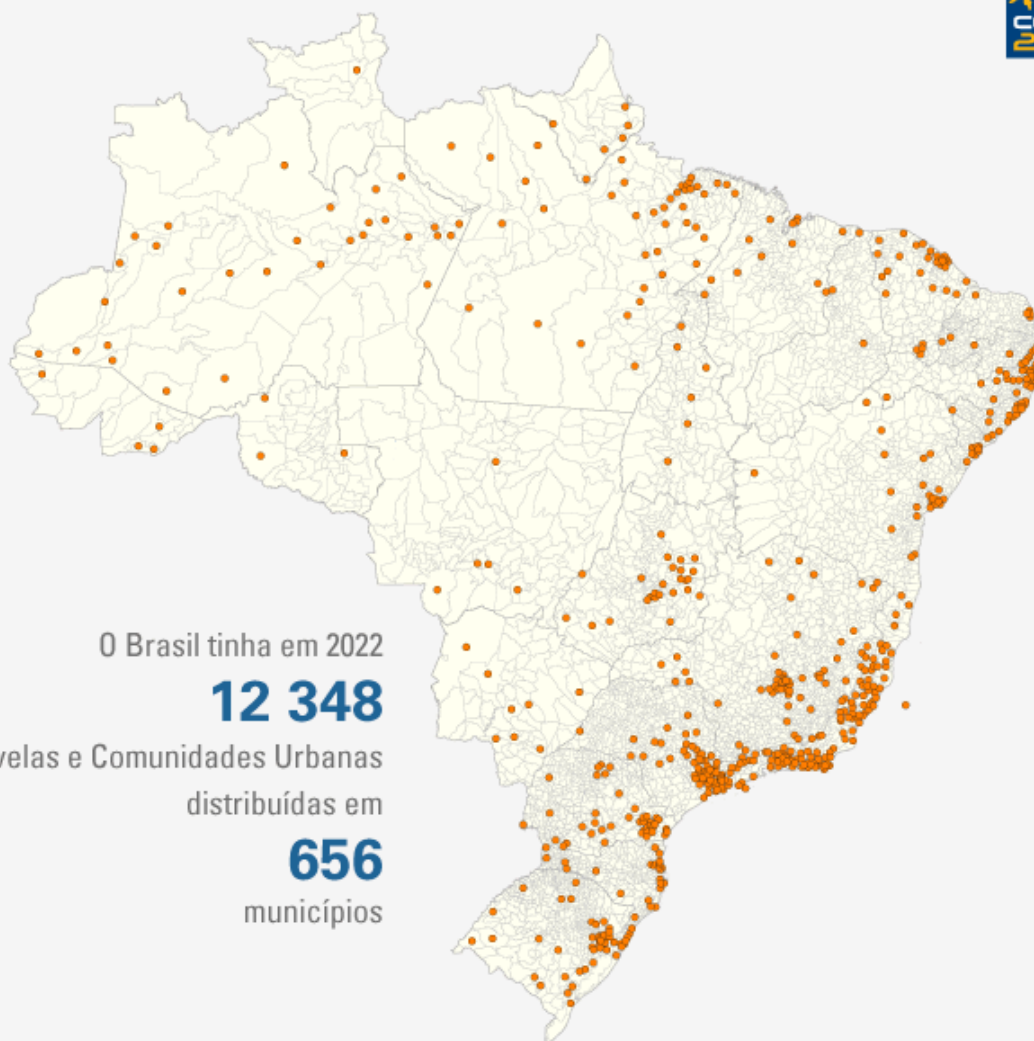 O Brasil tinha em 2022
12 348
e Comunidades Urbanas
distribuídas em
656
municípios